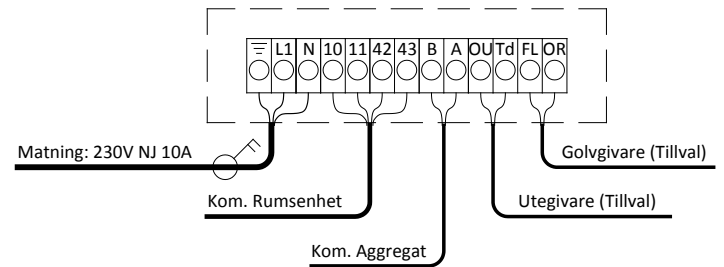 L1 N 10 11 42 43 B A OU Td FL OR
Matning: 230V NJ 10A
Golvgivare (Tillval)
Kom. Rumsenhet
Utegivare (Tillval)
Kom. Aggregat